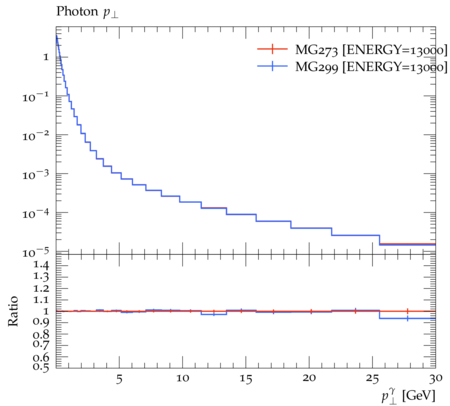 Photon p⊥
MG273 [ENERGY=13000]
MG299 [ENERGY=13000]
1
10⁻¹
10⁻²
10⁻³
10⁻⁴
10⁻⁵
1.4
1.3
1.2
1.1
1
0.9
0.8
0.7
0.6
0.5
Ratio
5 10 15 20 25 30
p⊥^γ [GeV]